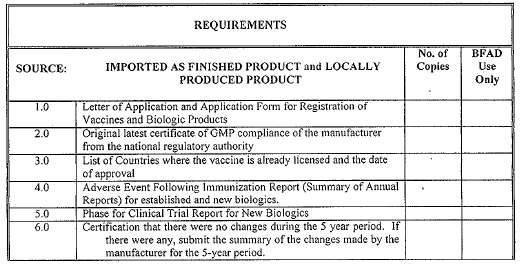 REQUIREMENTS
SOURCE:
IMPORTED AS FINISHED PRODUCT and LOCALLY
PRODUCED PRODUCT
No. of
Copies
BFAD
Use
Only
1.0 Letter of Application and Application Form for Registration of
Vaccines and Biologic Products
2.0 Original latest certificate of GMP compliance of the manufacturer
from the national regulatory authority
3.0 List of Countries where the vaccine is already licensed and the date
of approval
4.0 Adverse Event Following Immunization Report (Summary of Annual
Reports) for established and new biologics.
5.0 Phase for Clinical Trial Report for New Biologics
6.0 Certification that there were no changes during the 5 year period. If
there were any, submit the summary of the changes made by the
manufacturer for the 5-year period.